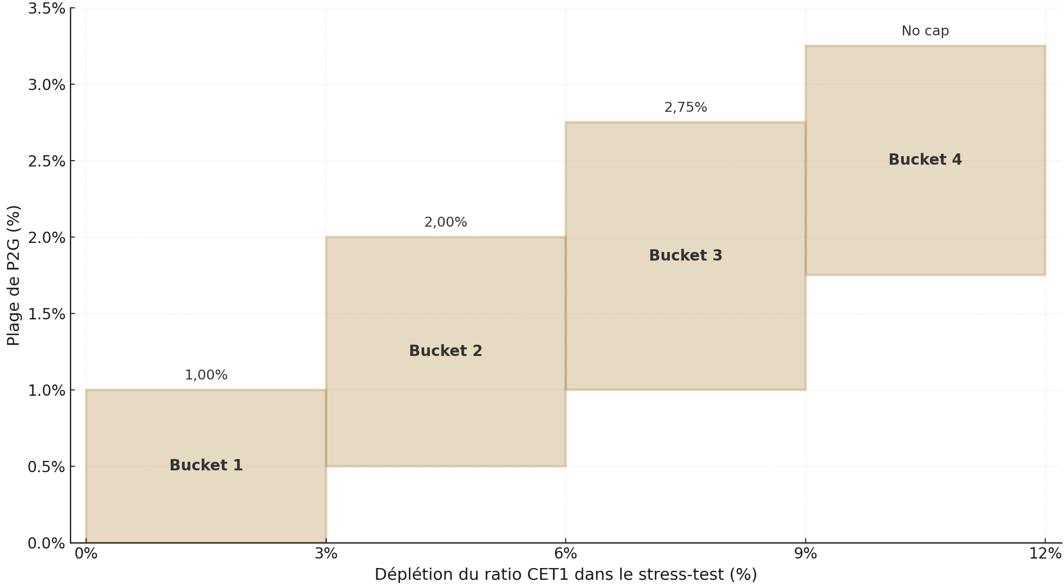 3.5%
No cap
3.0%
2,75%
2.5%
Bucket 4
2,00%
2.0%
Plage de P2G (%)
Bucket 3
1.5%
Bucket 2
1,00%
1.0%
Bucket 1
0.5%
0.0%
0%
3%
6%
9%
12%
Déplétion du ratio CET1 dans le stress-test (%)